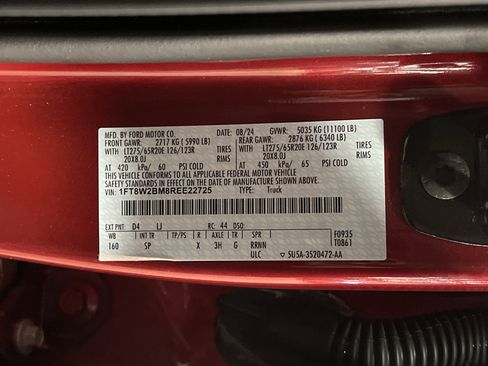 MFD. BY FORD MOTOR CO. 08/24 GVWR: 5035 KG (11100 LB)
FRONT GAWR: 2717 KG ( 5990 LB) REAR GAWR: 2876 KG ( 6340 LB)
WITH LT275/65R20E 126/123R TIRES WITH LT275/65R20E 126/123R TIRES
20X8.0J RIMS 20X8.0J RIMS
AT 420 kPa/ 60 PSI COLD AT 450 kPa/ 65 PSI COLD
THIS VEHICLE CONFORMS TO ALL APPLICABLE FEDERAL MOTOR VEHICLE
SAFETY STANDARDS IN EFFECT ON THE DATE OF MANUFACTURE SHOWN ABOVE.
VIN: 1FT8W2BM8REE22725 TYPE: Truck
EXT PNT: D4 LJ RC: 44 DSO:
WB INT TR TP/PS R AXLE TR SPR F0935
160 SP X 3H G RRNN T0861
ULC 5U5A-3520472-AA